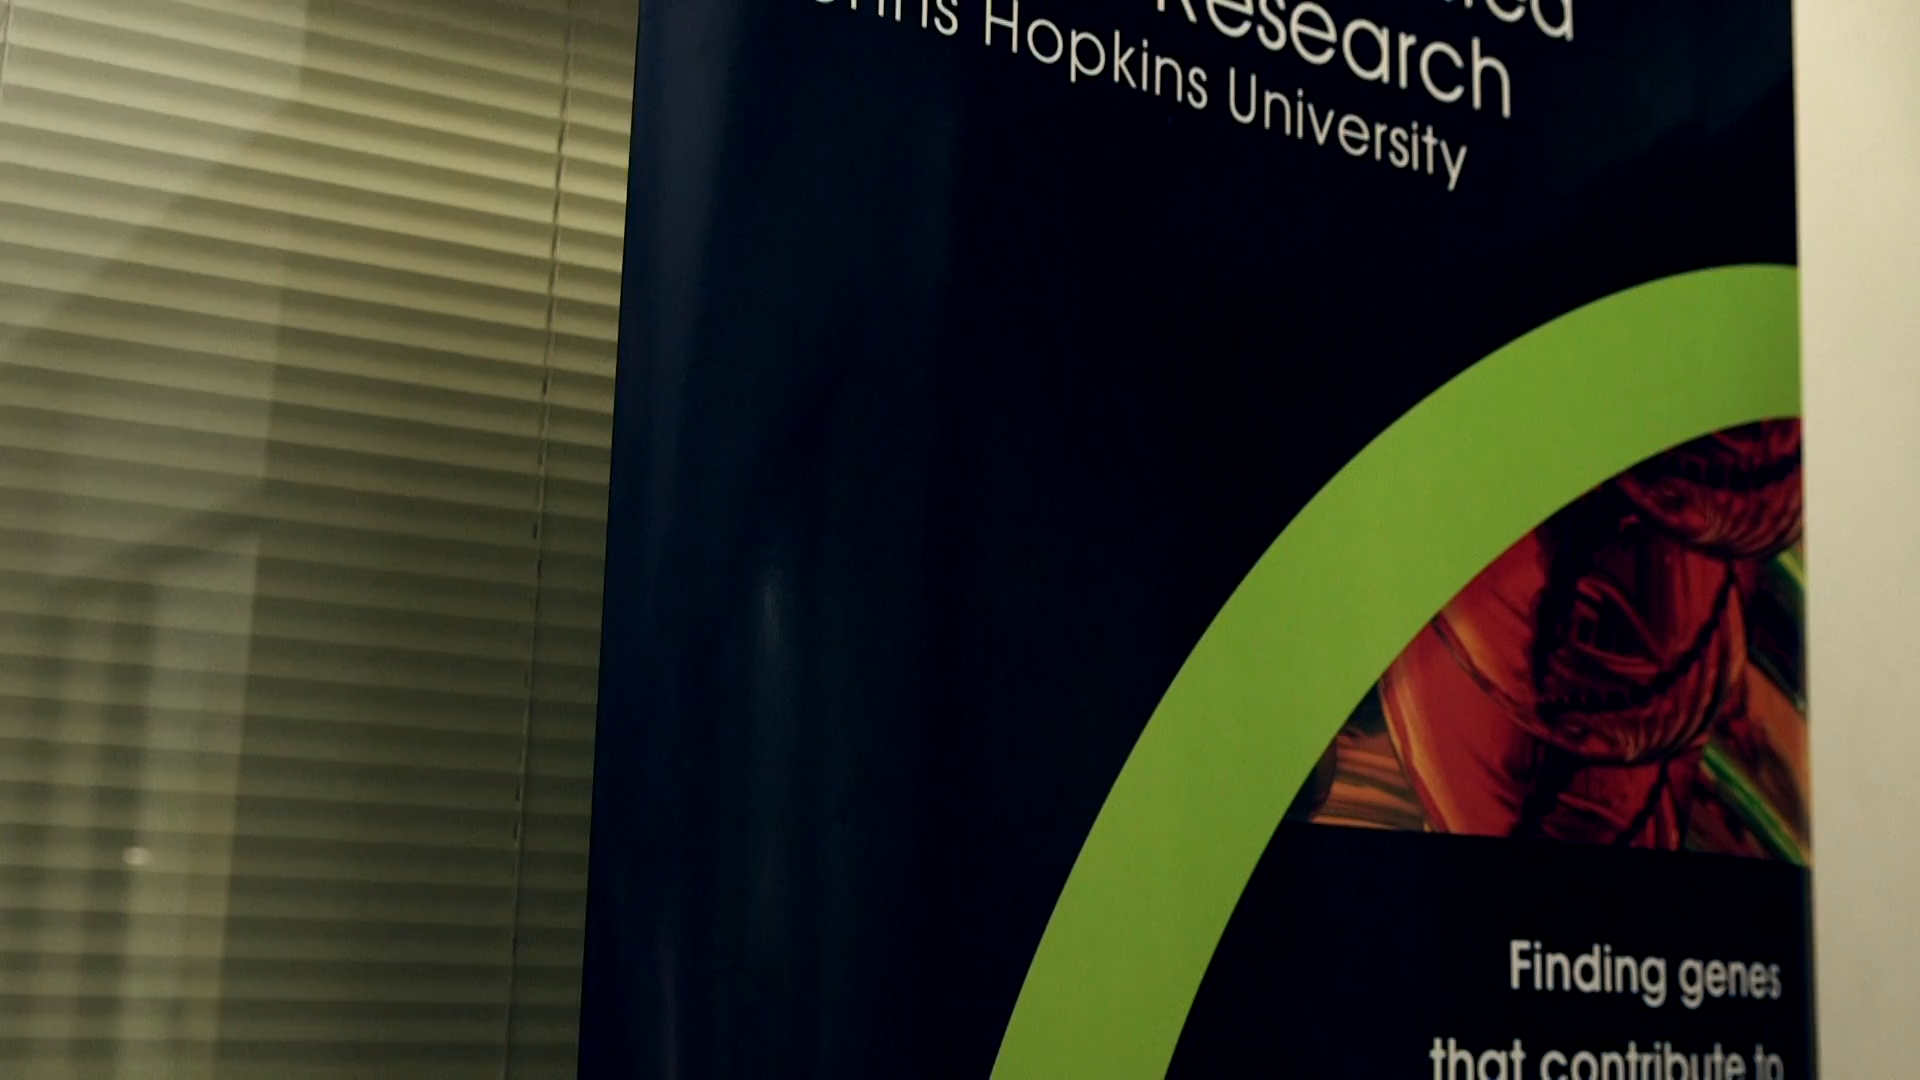 Research
Hopkins University
Finding genes
that contribute to